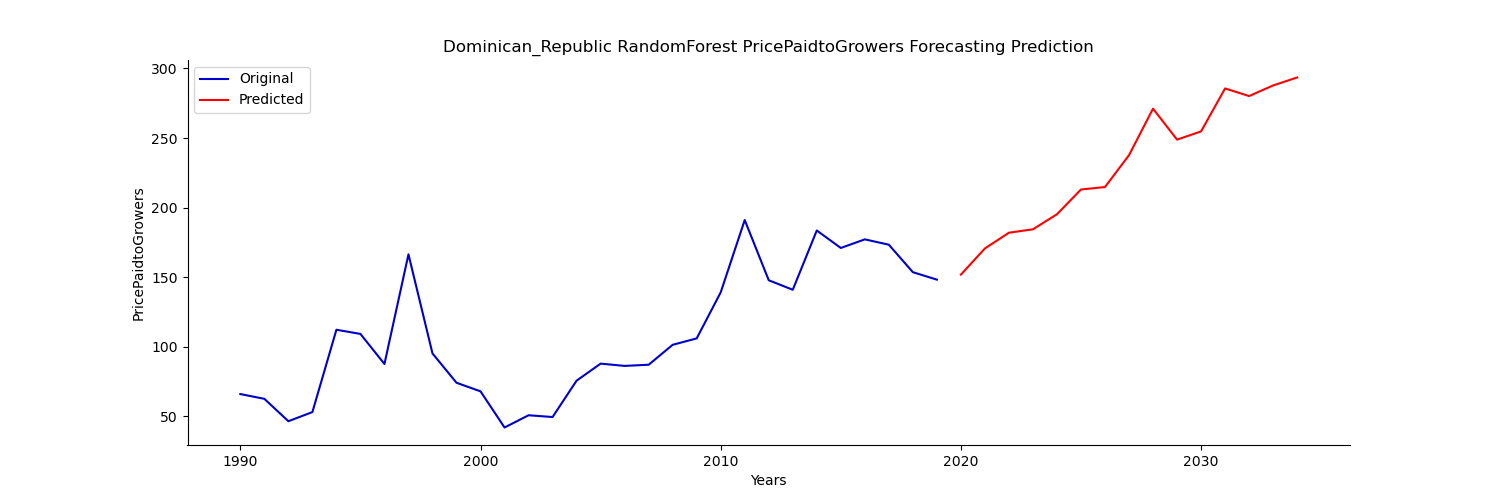 Dominican_Republic RandomForest PricePaidtoGrowers Forecasting Prediction
Original
Predicted
PricePaidtoGrowers
300
250
200
150
100
50
1990 2000 2010 2020 2030
Years